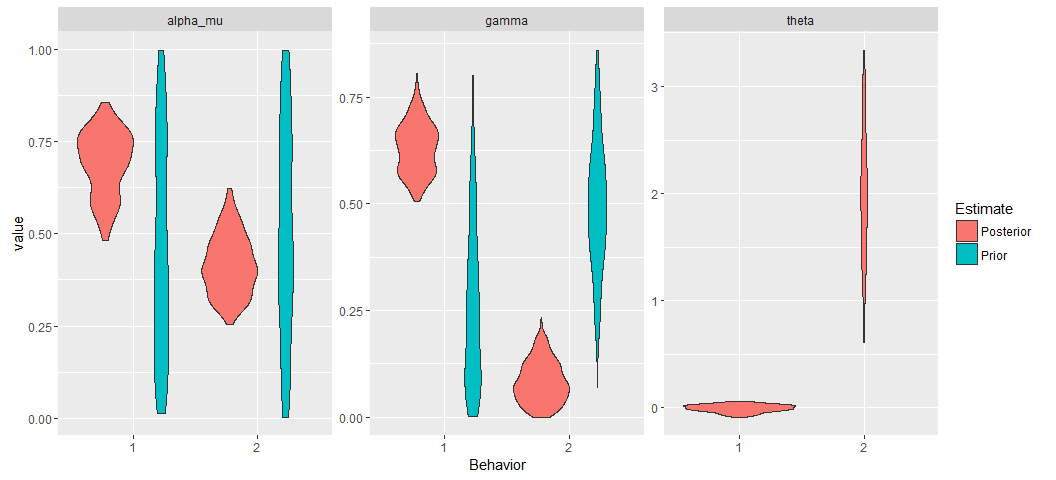 alpha_mu
gamma
theta
value
1.00
0.75
0.50
0.25
0.00
0.75
0.50
0.25
0.00
3
2
1
0
1
2
1
2
1
2
Behavior
Estimate
Posterior
Prior